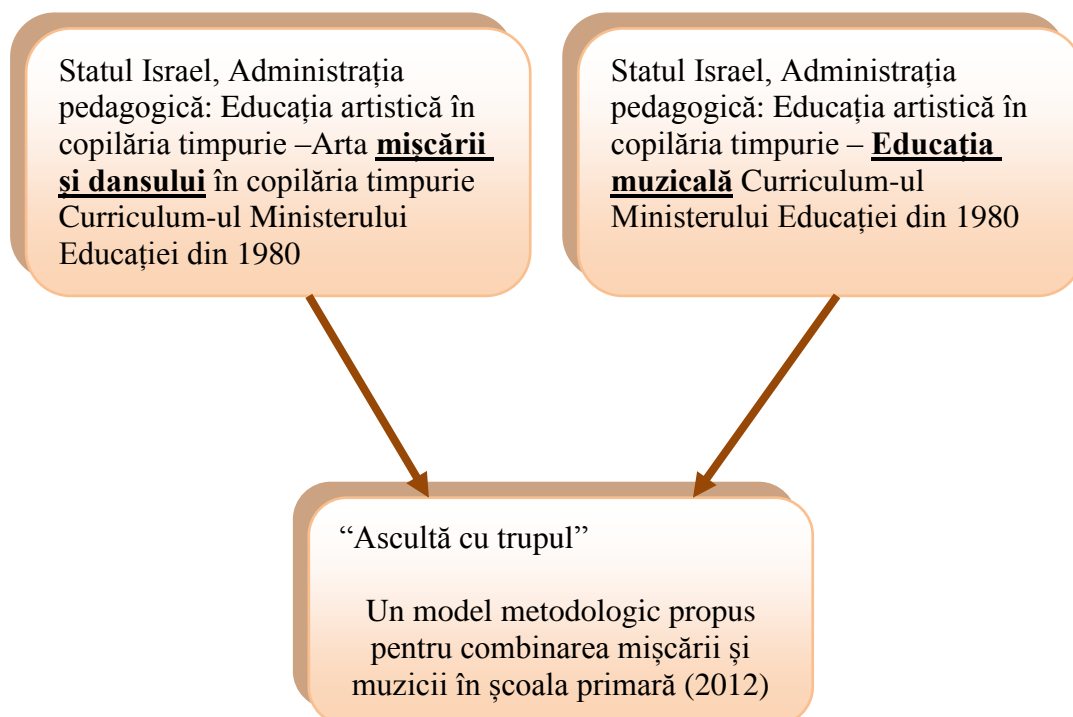 Statul Israel, Administrația
pedagogică: Educația artistică în
copilăria timpurie –Arta mișcării
și dansului în copilăria timpurie
Curriculum-ul Ministerului
Educației din 1980
Statul Israel, Administrația
pedagogică: Educația artistică în
copilăria timpurie – Educația
muzicală Curriculum-ul
Ministerului Educației din 1980
“Ascultă cu trupul”
Un model metodologic propus
pentru combinarea mișcării și
muzicii în școala primară (2012)